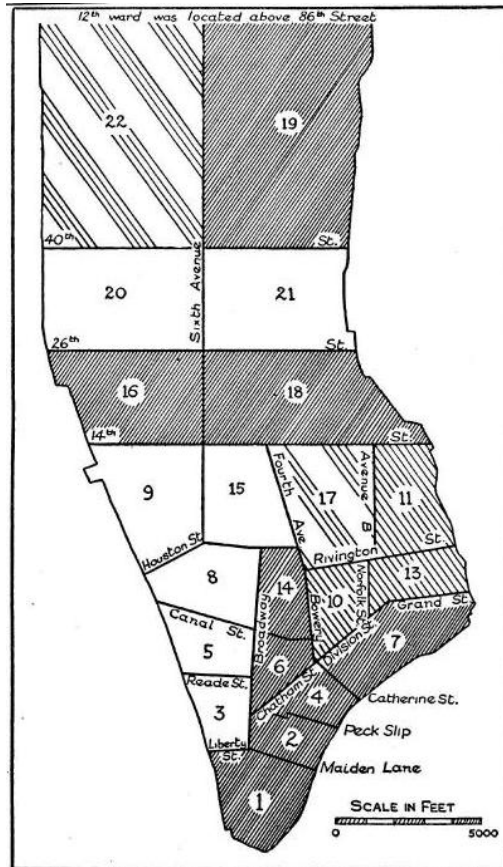 12th ward was located above 86th Street
22
19
40th
St.
20
Sixth Avenue
21
26th
St.
16
18
14th
St.
9
15
Fourth Ave
17
Avenue B
11
Houston St.
Rivington St.
8
14
10
Norfolk St.
13
Grand St.
Canal St.
Broadway
Bowery
Division St.
7
5
6
Chatham St.
4
Reade St.
Catherine St.
3
2
Peck Slip
Liberty St.
Maiden Lane
1
SCALE IN FEET
0 5000